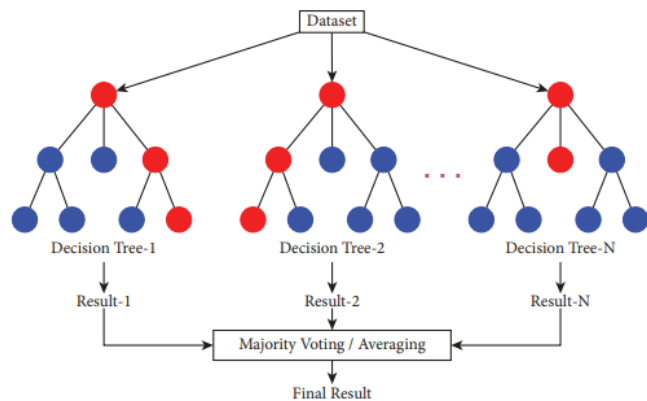 Dataset
. . .
Decision Tree-1
Decision Tree-2
Decision Tree-N
Result-1
Result-2
Result-N
Majority Voting / Averaging
Final Result